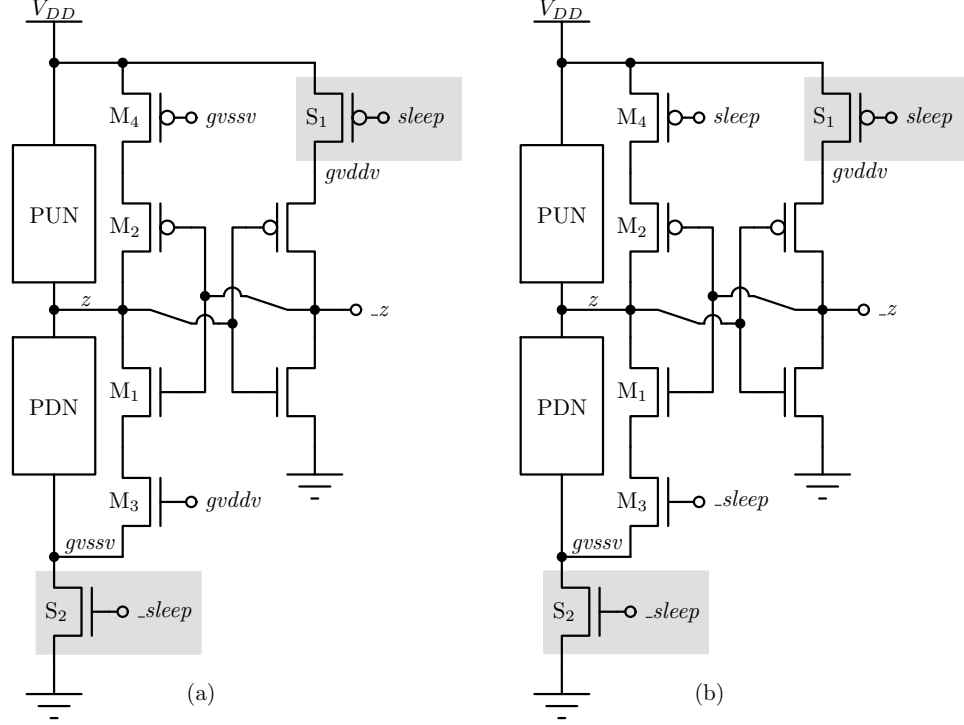 V_DD
M₄
gvssv
S₁
sleep
gvddv
PUN
M₂
z
_z
PDN
M₁
M₃
gvddv
gvssv
S₂
_sleep
(a)
V_DD
M₄
sleep
S₁
sleep
gvddv
PUN
M₂
z
_z
PDN
M₁
M₃
_sleep
gvssv
S₂
_sleep
(b)